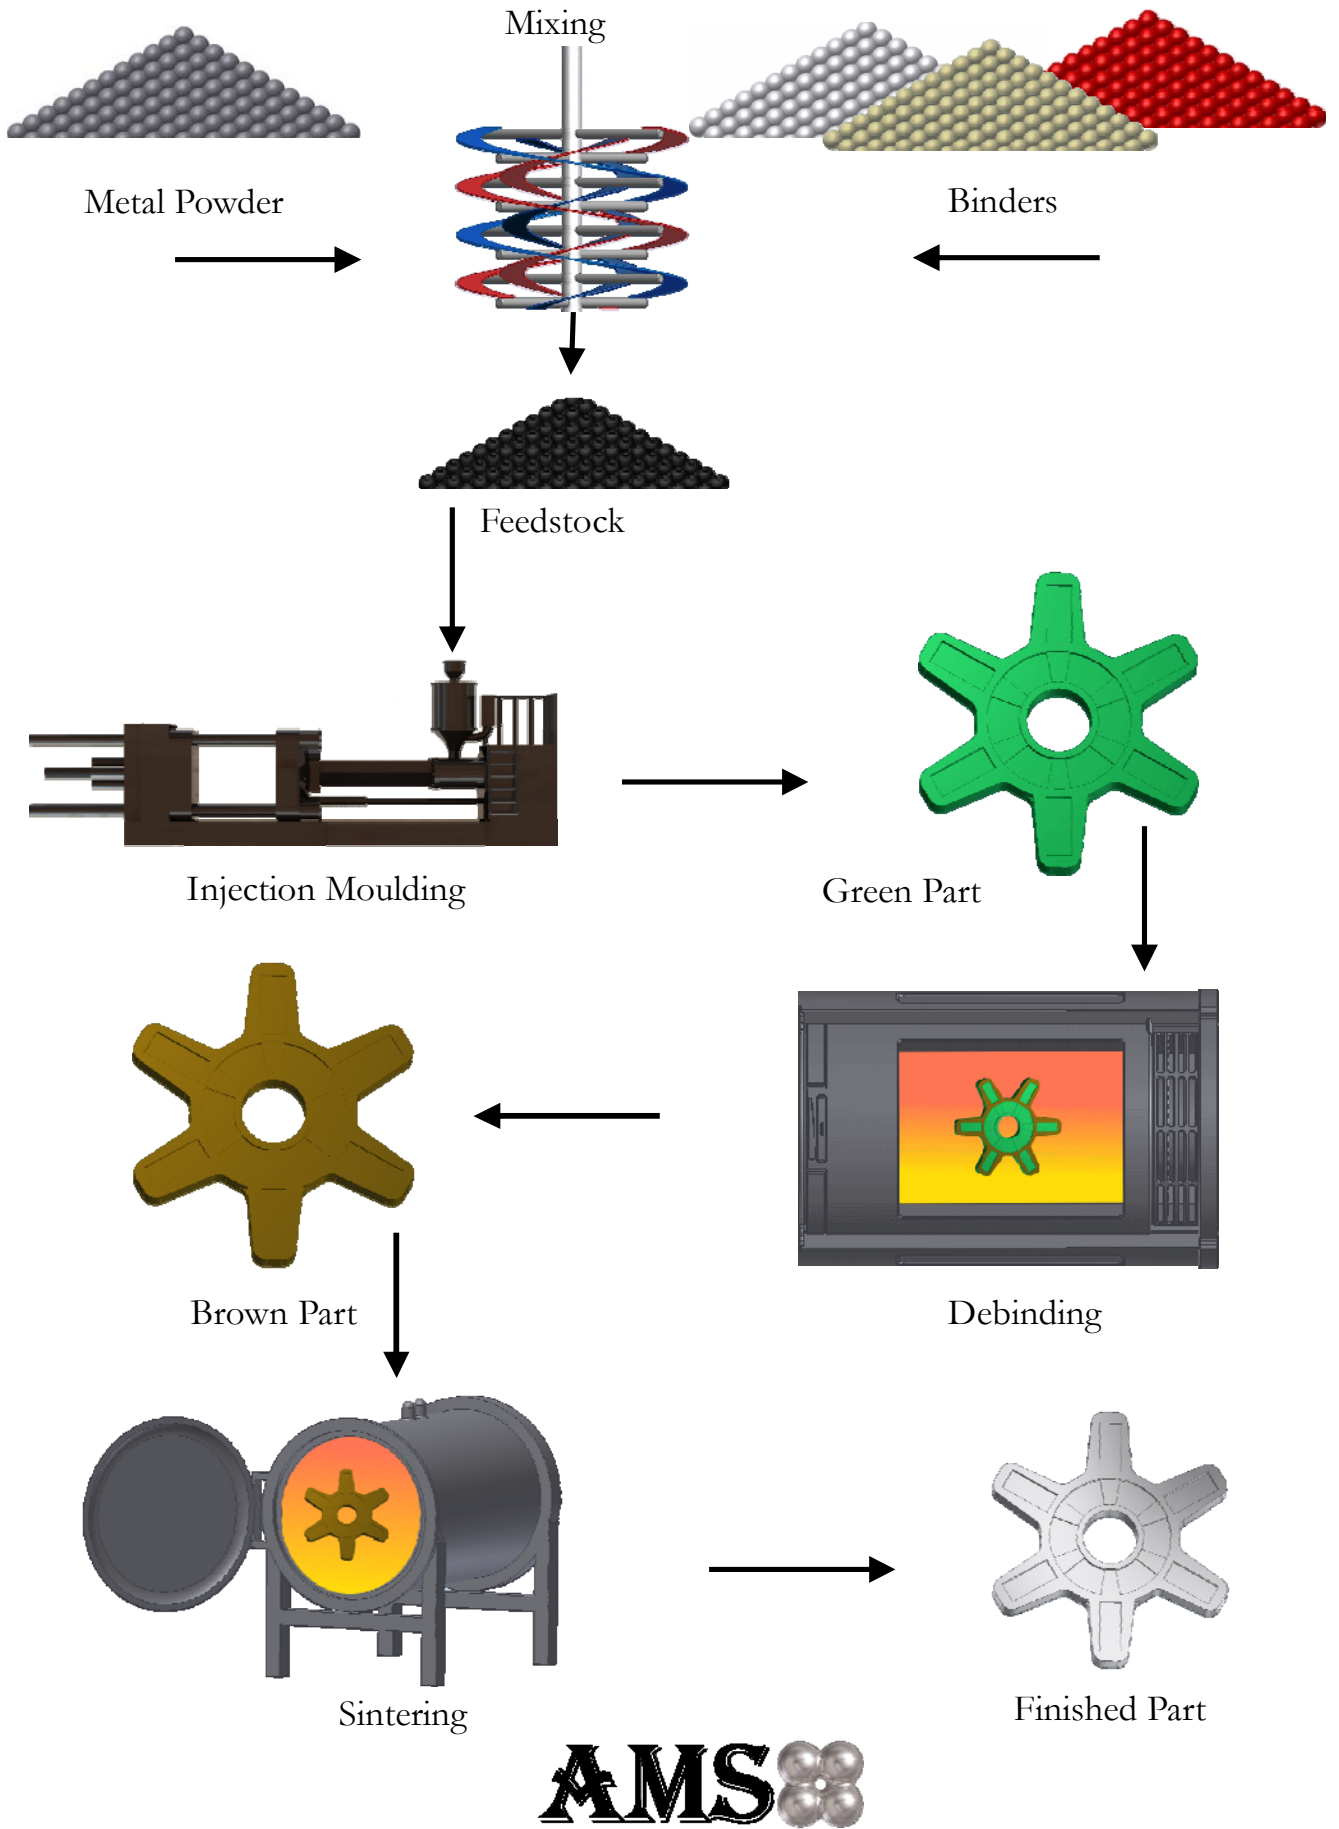 Mixing
Metal Powder
Binders
Feedstock
Injection Moulding
Green Part
Brown Part
Debinding
Sintering
Finished Part
AMS